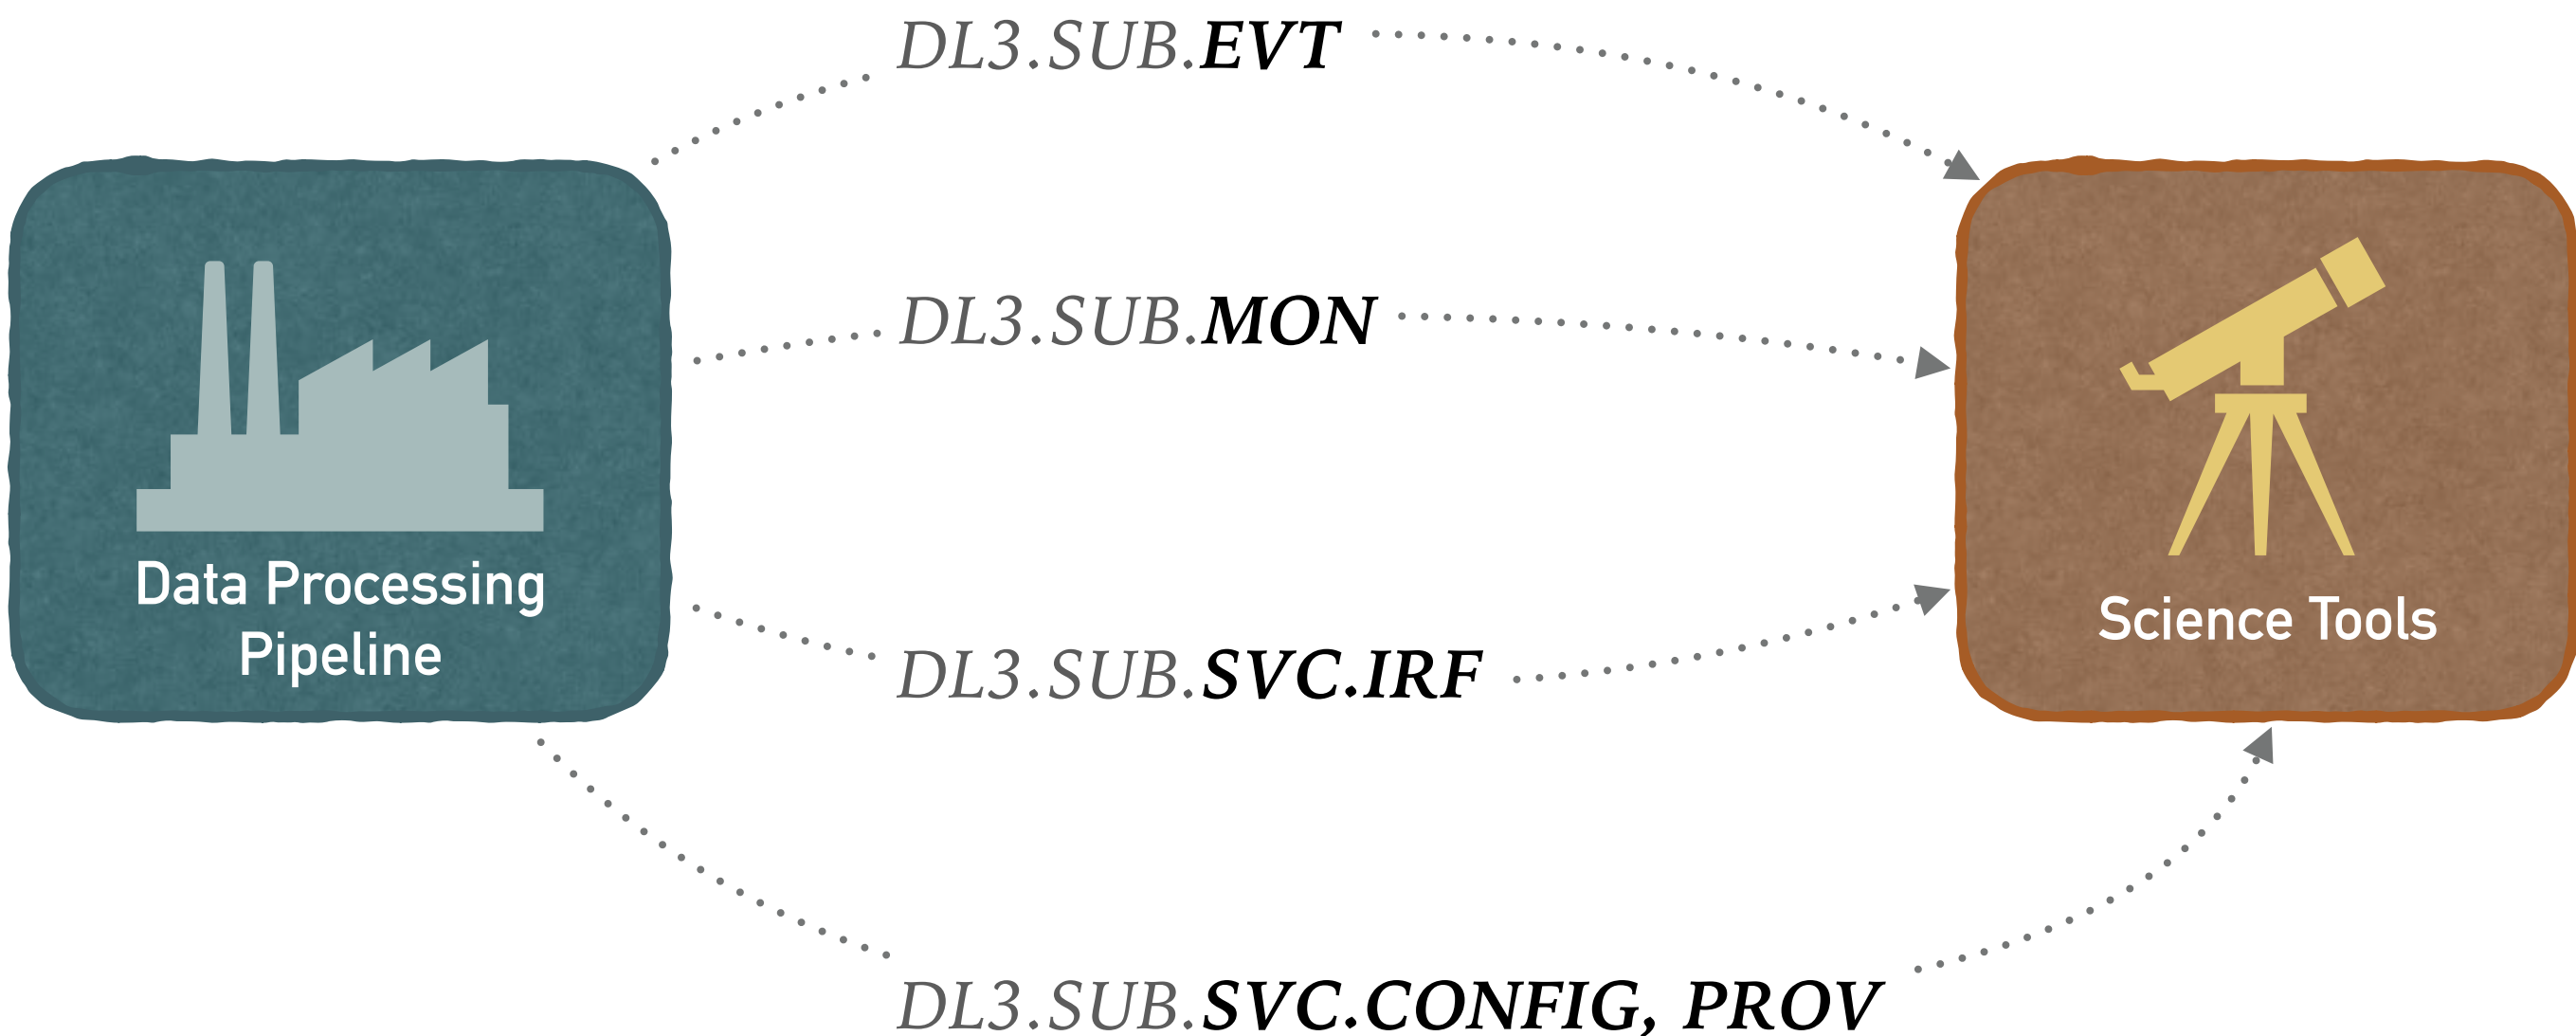 DL3.SUB.EVT
DL3.SUB.MON
Data Processing
Pipeline
Science Tools
DL3.SUB.SVC.IRF
DL3.SUB.SVC.CONFIG, PROV